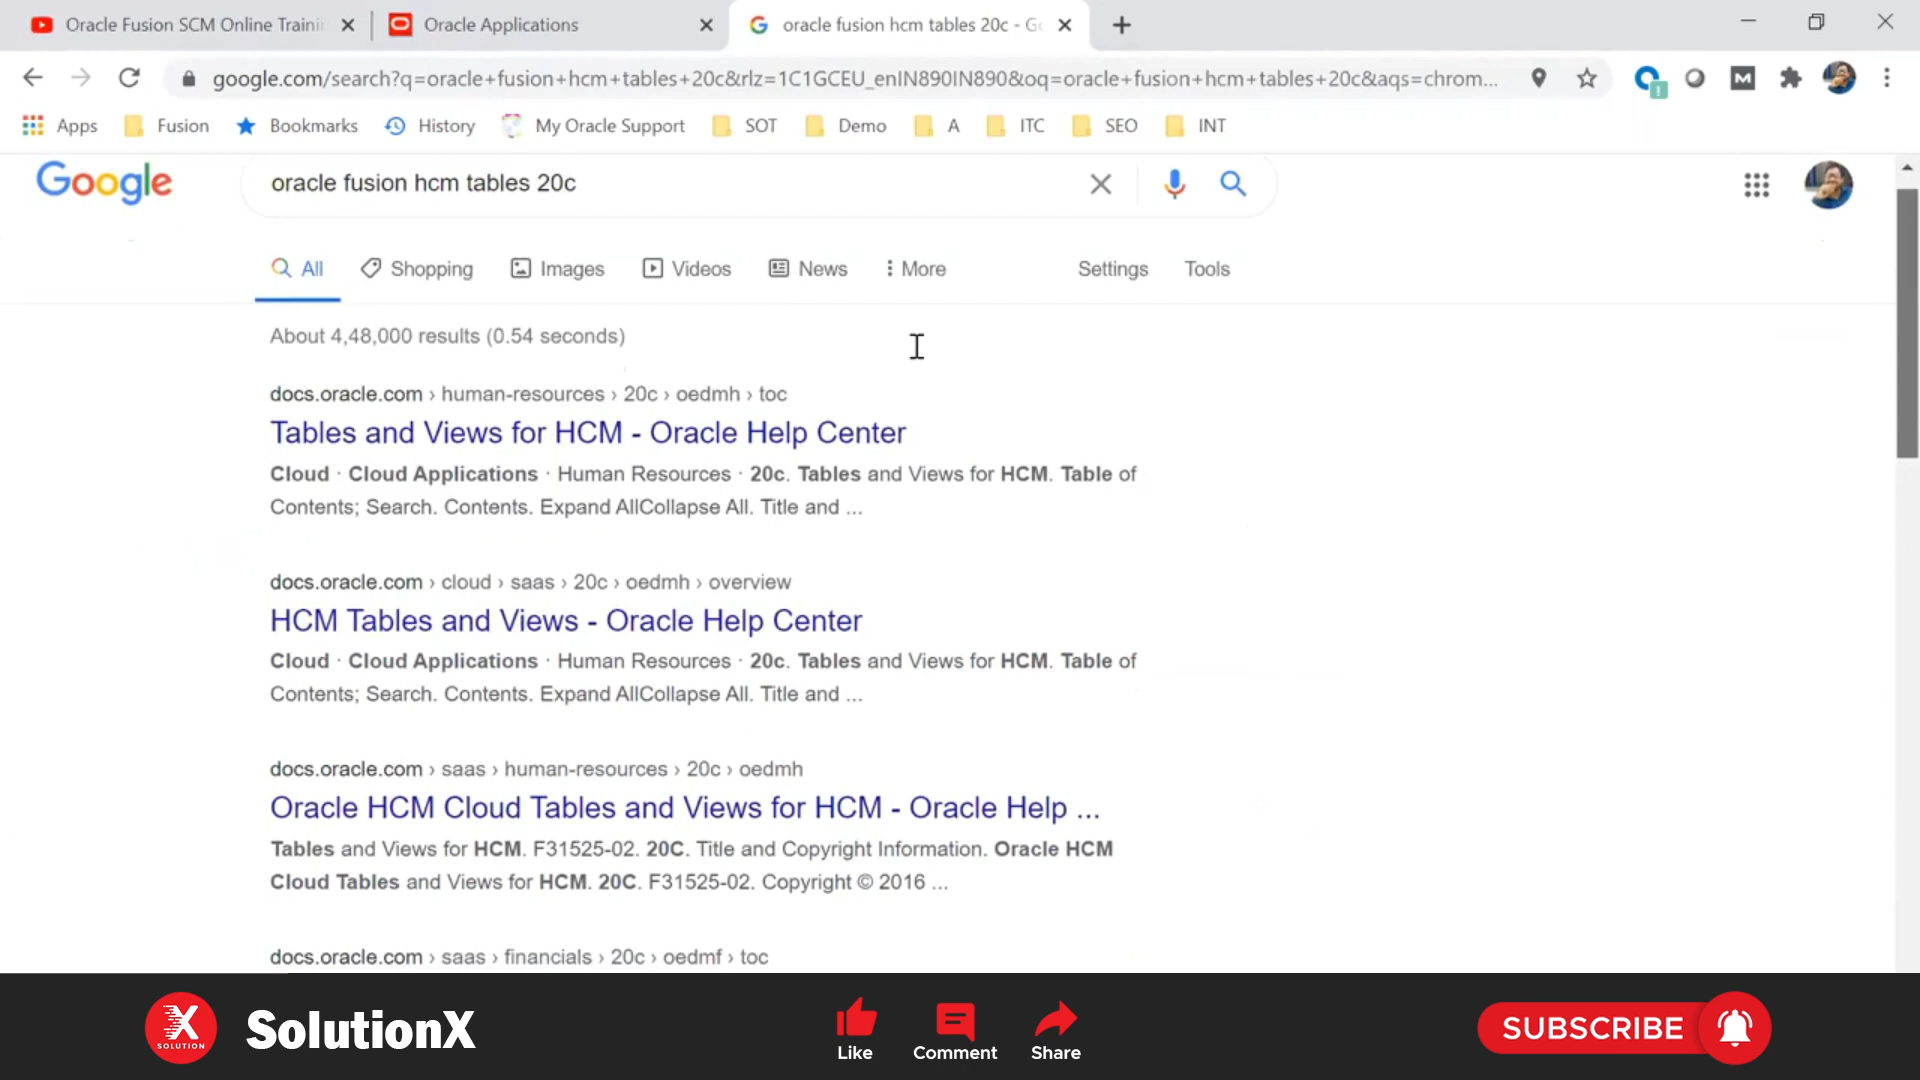 Oracle Fusion SCM Online Traini
Oracle Applications
oracle fusion hcm tables 20c - Go
google.com/search?q=oracle+fusion+hcm+tables+20c&rlz=1C1GCEU_enIN890IN890&oq=oracle+fusion+hcm+tables+20c&aqs=chrom...
Apps Fusion Bookmarks History My Oracle Support SOT Demo A ITC SEO INT
Google
oracle fusion hcm tables 20c
All Shopping Images Videos News More Settings Tools
About 4,48,000 results (0.54 seconds)
docs.oracle.com › human-resources › 20c › oedmh › toc
Tables and Views for HCM - Oracle Help Center
Cloud · Cloud Applications · Human Resources · 20c. Tables and Views for HCM. Table of
Contents; Search. Contents. Expand AllCollapse All. Title and ...
docs.oracle.com › cloud › saas › 20c › oedmh › overview
HCM Tables and Views - Oracle Help Center
Cloud · Cloud Applications · Human Resources · 20c. Tables and Views for HCM. Table of
Contents; Search. Contents. Expand AllCollapse All. Title and ...
docs.oracle.com › saas › human-resources › 20c › oedmh
Oracle HCM Cloud Tables and Views for HCM - Oracle Help ...
Tables and Views for HCM. F31525-02. 20C. Title and Copyright Information. Oracle HCM
Cloud Tables and Views for HCM. 20C. F31525-02. Copyright © 2016 ...
docs.oracle.com › saas › financials › 20c › oedmf › toc
X
SOLUTION
SolutionX
Like
Comment
Share
SUBSCRIBE